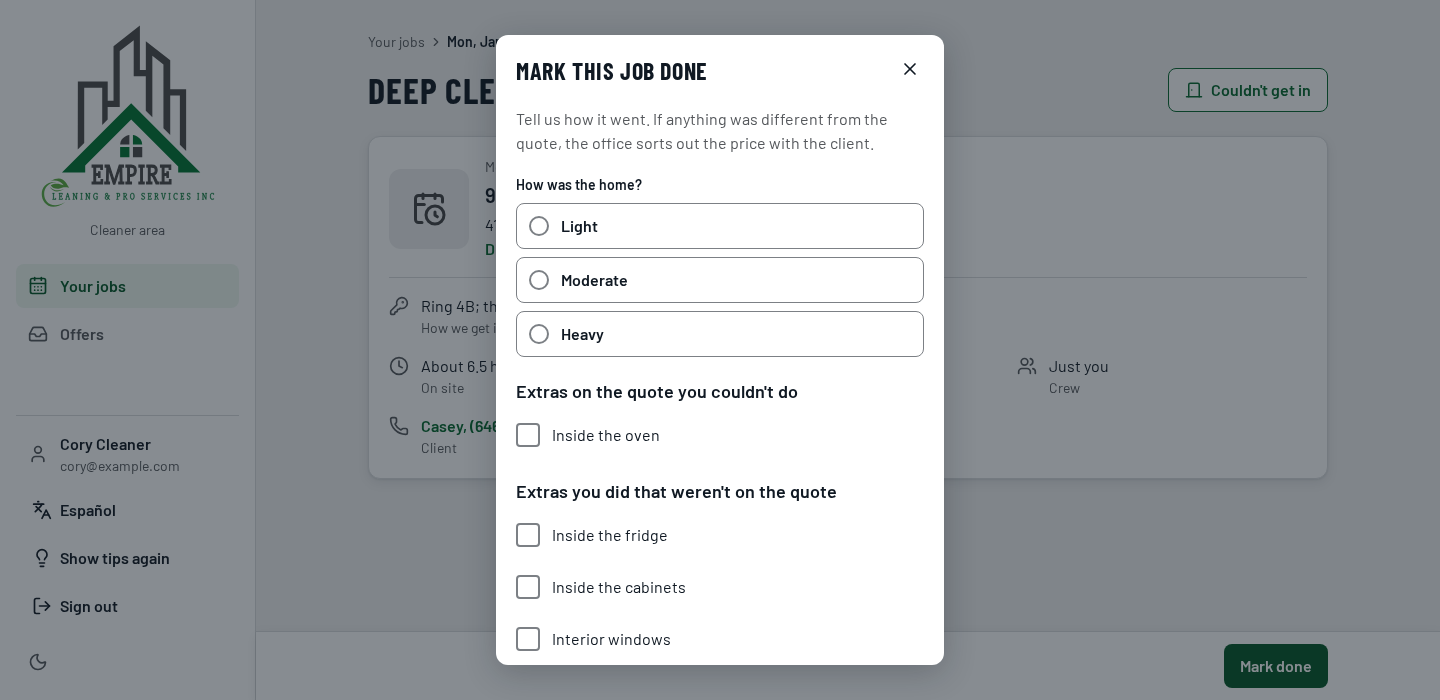 EMPIRE
LEANING & PRO SERVICES INC
Cleaner area
Your jobs
Offers
Cory Cleaner
cory@example.com
Español
Show tips again
Sign out
Your jobs
Mon, Ja
DEEP CLE
Couldn't get in
9
Ring 4B; th
How we get i
About 6.5 h
On site
Just you
Crew
Casey, (646
Client
Mark done
MARK THIS JOB DONE
Tell us how it went. If anything was different from the
quote, the office sorts out the price with the client.
How was the home?
Light
Moderate
Heavy
Extras on the quote you couldn't do
Inside the oven
Extras you did that weren't on the quote
Inside the fridge
Inside the cabinets
Interior windows